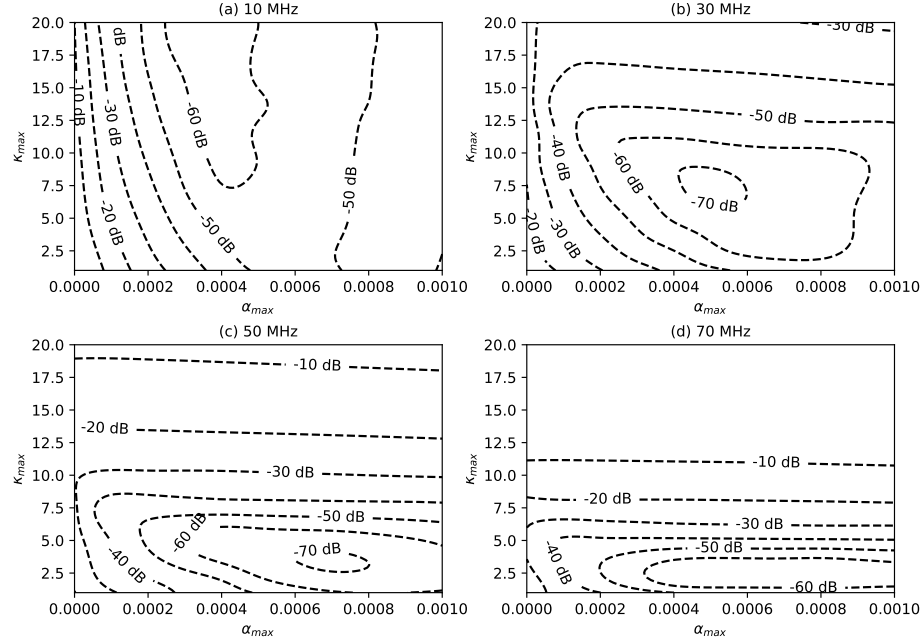 (a) 10 MHz
20.0
17.5
15.0
12.5
10.0
7.5
5.0
2.5
κmax
-10 dB
dB
-20 dB
-30 dB
-60 dB
-50 dB
-50 dB
0.0000 0.0002 0.0004 0.0006 0.0008 0.0010
αmax
(b) 30 MHz
20.0
17.5
15.0
12.5
10.0
7.5
5.0
2.5
κmax
-30 dB
-50 dB
-40 dB
-60 dB
-70 dB
-20 dB
-30 dB
0.0000 0.0002 0.0004 0.0006 0.0008 0.0010
αmax
(c) 50 MHz
20.0
17.5
15.0
12.5
10.0
7.5
5.0
2.5
κmax
-10 dB
-20 dB
-30 dB
-50 dB
-60 dB
-70 dB
-40 dB
0.0000 0.0002 0.0004 0.0006 0.0008 0.0010
αmax
(d) 70 MHz
20.0
17.5
15.0
12.5
10.0
7.5
5.0
2.5
κmax
-10 dB
-20 dB
-30 dB
-40 dB
-50 dB
-60 dB
0.0000 0.0002 0.0004 0.0006 0.0008 0.0010
αmax